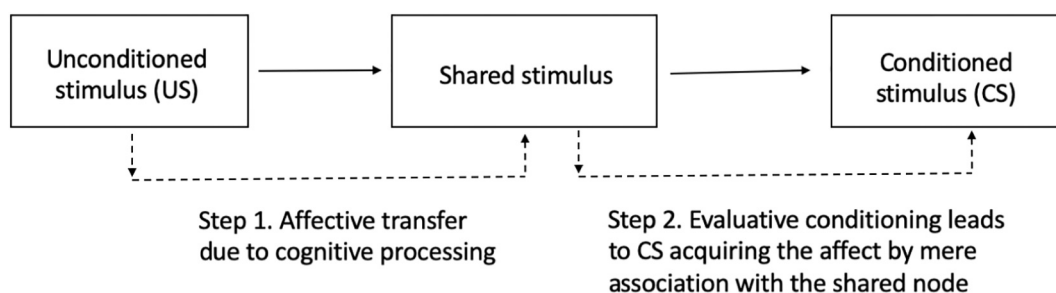 Unconditioned
stimulus (US)
Shared stimulus
Conditioned
stimulus (CS)
Step 1. Affective transfer
due to cognitive processing
Step 2. Evaluative conditioning leads
to CS acquiring the affect by mere
association with the shared node